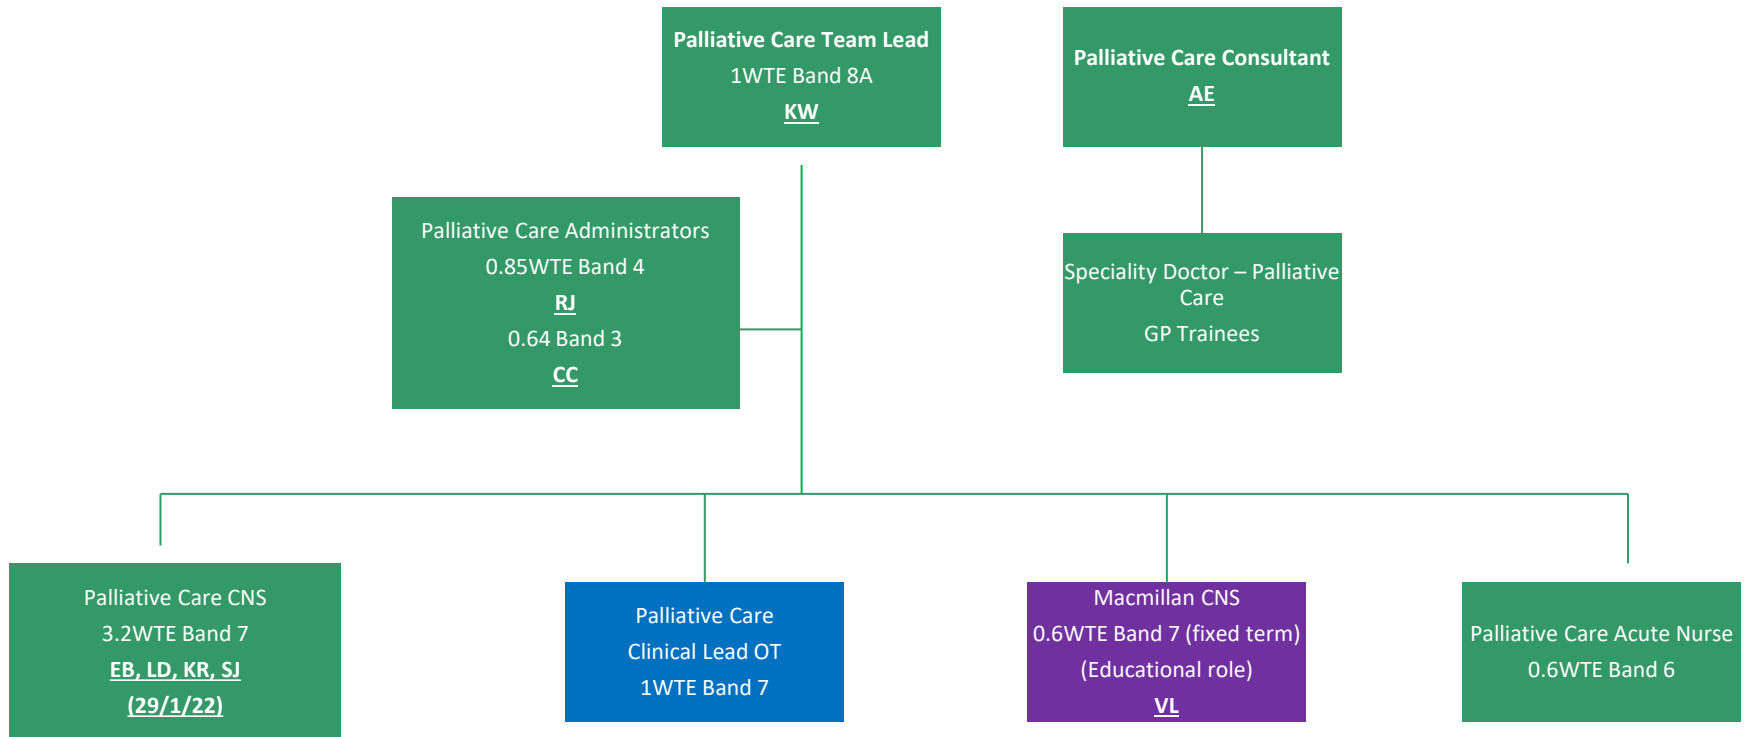 Palliative Care Team Lead
1WTE Band 8A
KW
Palliative Care Consultant
AE
Palliative Care Administrators
0.85WTE Band 4
RJ
0.64 Band 3
CC
Speciality Doctor – Palliative
Care
GP Trainees
Palliative Care CNS
3.2WTE Band 7
EB, LD, KR, SJ
(29/1/22)
Palliative Care
Clinical Lead OT
1WTE Band 7
Macmillan CNS
0.6WTE Band 7 (fixed term)
(Educational role)
VL
Palliative Care Acute Nurse
0.6WTE Band 6